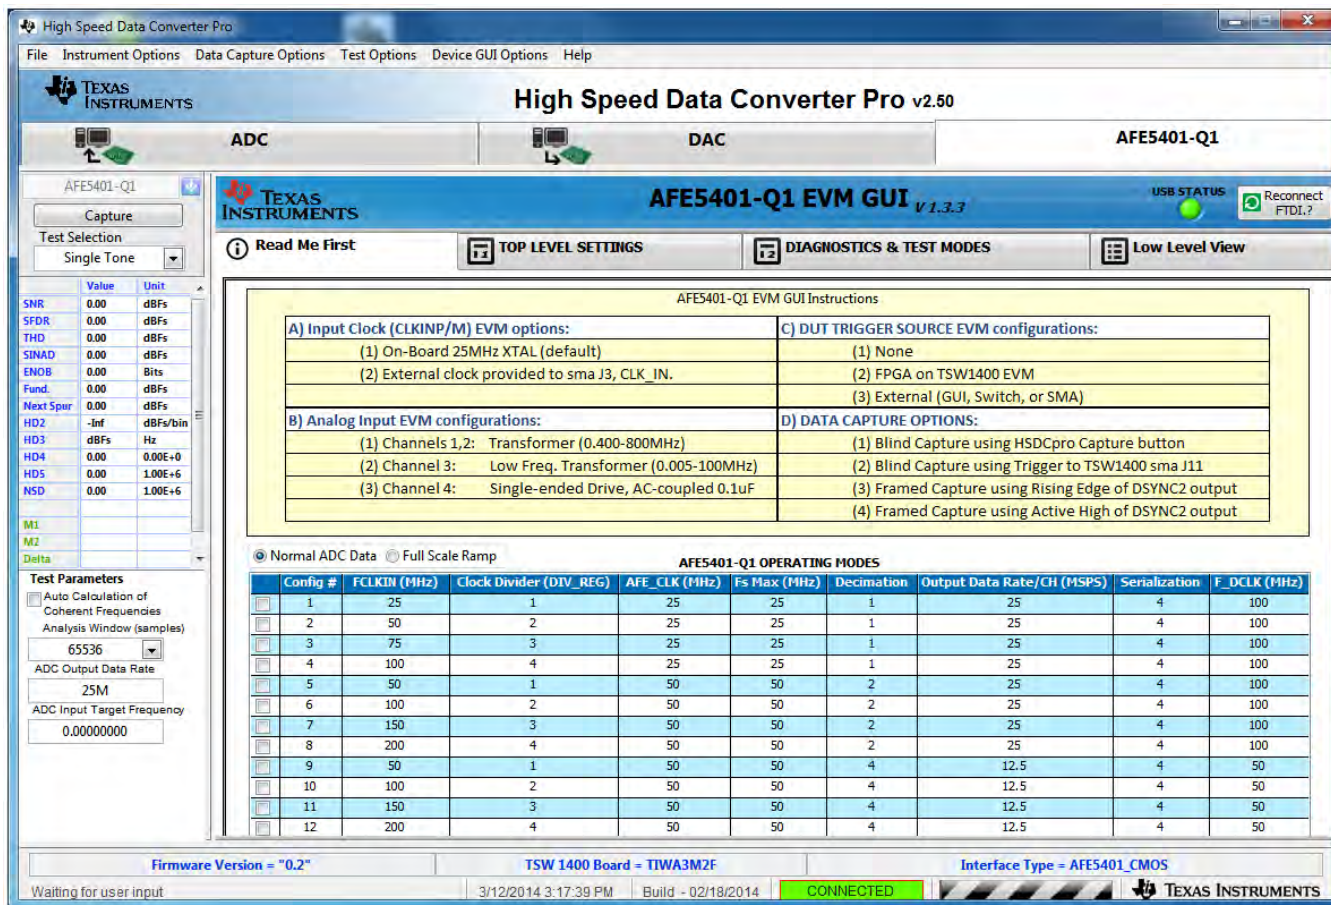 High Speed Data Converter Pro
File Instrument Options Data Capture Options Test Options Device GUI Options Help
TEXAS INSTRUMENTS
High Speed Data Converter Pro v2.50
ADC DAC AFE5401-Q1
AFE5401-Q1
Capture
Test Selection
Single Tone
Value Unit
SNR 0.00 dBFs
SFDR 0.00 dBFs
THD 0.00 dBFs
SINAD 0.00 dBFs
ENOB 0.00 Bits
Fund. 0.00 dBFs
Next Spur 0.00 dBFs
HD2 -Inf dBFs/bin
HD3 dBFs Hz
HD4 0.00 0.00E+0
HD5 0.00 1.00E+6
NSD 0.00 1.00E+6
M1
M2
Delta
Test Parameters
Auto Calculation of
Coherent Frequencies
Analysis Window (samples)
65536
ADC Output Data Rate
25M
ADC Input Target Frequency
0.00000000
TEXAS INSTRUMENTS
AFE5401-Q1 EVM GUI V 1.3.3
USB STATUS
Reconnect
FTDI.?
Read Me First TOP LEVEL SETTINGS DIAGNOSTICS & TEST MODES Low Level View
AFE5401-Q1 EVM GUI Instructions
A) Input Clock (CLKINP/M) EVM options:
(1) On-Board 25MHz XTAL (default)
(2) External clock provided to sma J3, CLK_IN.
B) Analog Input EVM configurations:
(1) Channels 1,2: Transformer (0.400-800MHz)
(2) Channel 3: Low Freq. Transformer (0.005-100MHz)
(3) Channel 4: Single-ended Drive, AC-coupled 0.1uF
C) DUT TRIGGER SOURCE EVM configurations:
(1) None
(2) FPGA on TSW1400 EVM
(3) External (GUI, Switch, or SMA)
D) DATA CAPTURE OPTIONS:
(1) Blind Capture using HSDCpro Capture button
(2) Blind Capture using Trigger to TSW1400 sma J11
(3) Framed Capture using Rising Edge of DSYNC2 output
(4) Framed Capture using Active High of DSYNC2 output
Normal ADC Data Full Scale Ramp
AFE5401-Q1 OPERATING MODES
Config # FCLKIN (MHz) Clock Divider (DIV_REG) AFE_CLK (MHz) Fs Max (MHz) Decimation Output Data Rate/CH (MSPS) Serialization F_DCLK (MHz)
1 25 1 25 25 1 25 4 100
2 50 2 25 25 1 25 4 100
3 75 3 25 25 1 25 4 100
4 100 4 25 25 1 25 4 100
5 50 1 50 50 2 25 4 100
6 100 2 50 50 2 25 4 100
7 150 3 50 50 2 25 4 100
8 200 4 50 50 2 25 4 100
9 50 1 50 50 4 12.5 4 50
10 100 2 50 50 4 12.5 4 50
11 150 3 50 50 4 12.5 4 50
12 200 4 50 50 4 12.5 4 50
Firmware Version = "0.2" TSW 1400 Board = TIWA3M2F Interface Type = AFE5401_CMOS
Waiting for user input 3/12/2014 3:17:39 PM Build - 02/18/2014 CONNECTED TEXAS INSTRUMENTS